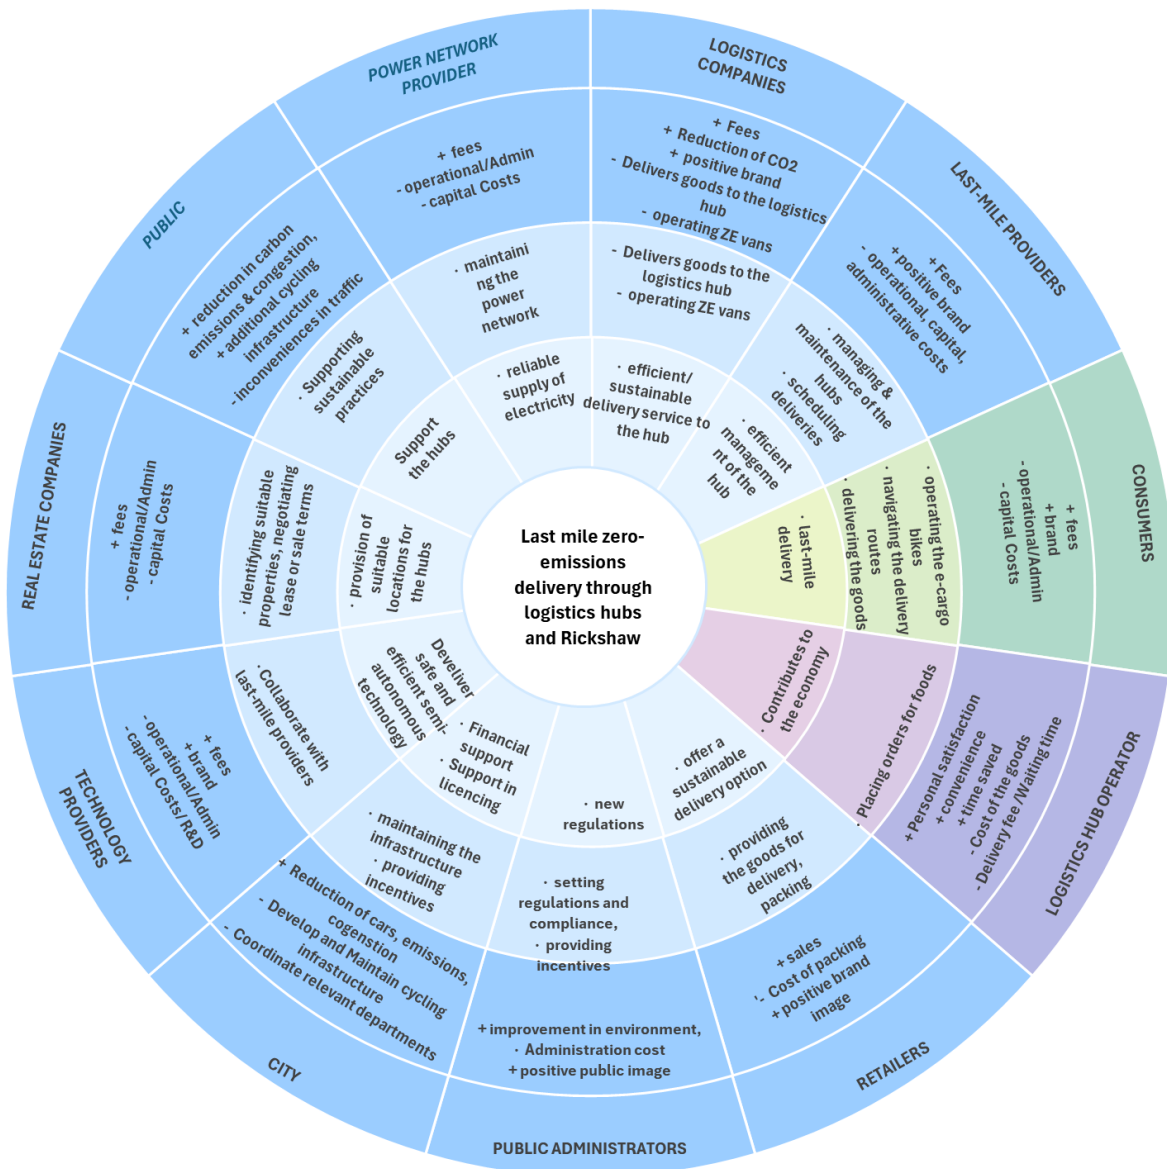 Last mile zero-
emissions
delivery through
logistics hubs
and Rickshaw
LOGISTICS
COMPANIES
+ Fees
+ Reduction of CO2
+ positive brand
- Delivers goods to the logistics
hub
- operating ZE vans
- Delivers goods to the
logistics hub
- operating ZE vans
· efficient/
sustainable
delivery service to
the hub
LAST-MILE PROVIDERS
+ Fees
+ positive brand
- operational, capital,
administrative costs
· managing &
maintenance of the
hubs
· scheduling
deliveries
· efficient
manageme
nt of the
hub
CONSUMERS
+ fees
+ brand
- operational/Admin
- capital Costs
· operating the e-cargo
bikes
· navigating the delivery
routes
· delivering the goods
· last-mile
delivery
LOGISTICS HUB OPERATOR
+ Personal satisfaction
+ convenience
+ time saved
- Cost of the goods
- Delivery fee /Waiting time
· Placing orders for foods
· Contributes to
the economy
RETAILERS
+ sales
'- Cost of packing
+ positive brand
image
· providing
the goods for
delivery,
packing
· offer a
sustainable
delivery option
PUBLIC ADMINISTRATORS
+ improvement in environment,
· Administration cost
+ positive public image
· setting
regulations and
compliance,
· providing
incentives
· new
regulations
CITY
+ Reduction of cars, emissions,
cogenstion
- Develop and Maintain cycling
infrastructure
- Coordinate relevant departments
· maintaining the
infrastructure
· providing
incentives
· Financial
support
· Support in
licencing
TECHNOLOGY
PROVIDERS
+ fees
+ brand
- operational/Admin
- capital Costs/ R&D
· Collaborate with
last-mile providers
Develiver
safe and
efficient semi-
autonomous
technology
REAL ESTATE COMPANIES
+ fees
- operational/Admin
- capital Costs
· identifying suitable
properties, negotiating
lease or sale terms
· provision of
suitable
locations for
the hubs
PUBLIC
+ reduction in carbon
emissions & congestion,
+ additional cycling
infrastructure
- inconveniences in traffic
· Supporting
sustainable
practices
Support
the hubs
POWER NETWORK
PROVIDER
+ fees
- operational/Admin
- capital Costs
· maintaini
ng the
power
network
· reliable
supply of
electricity